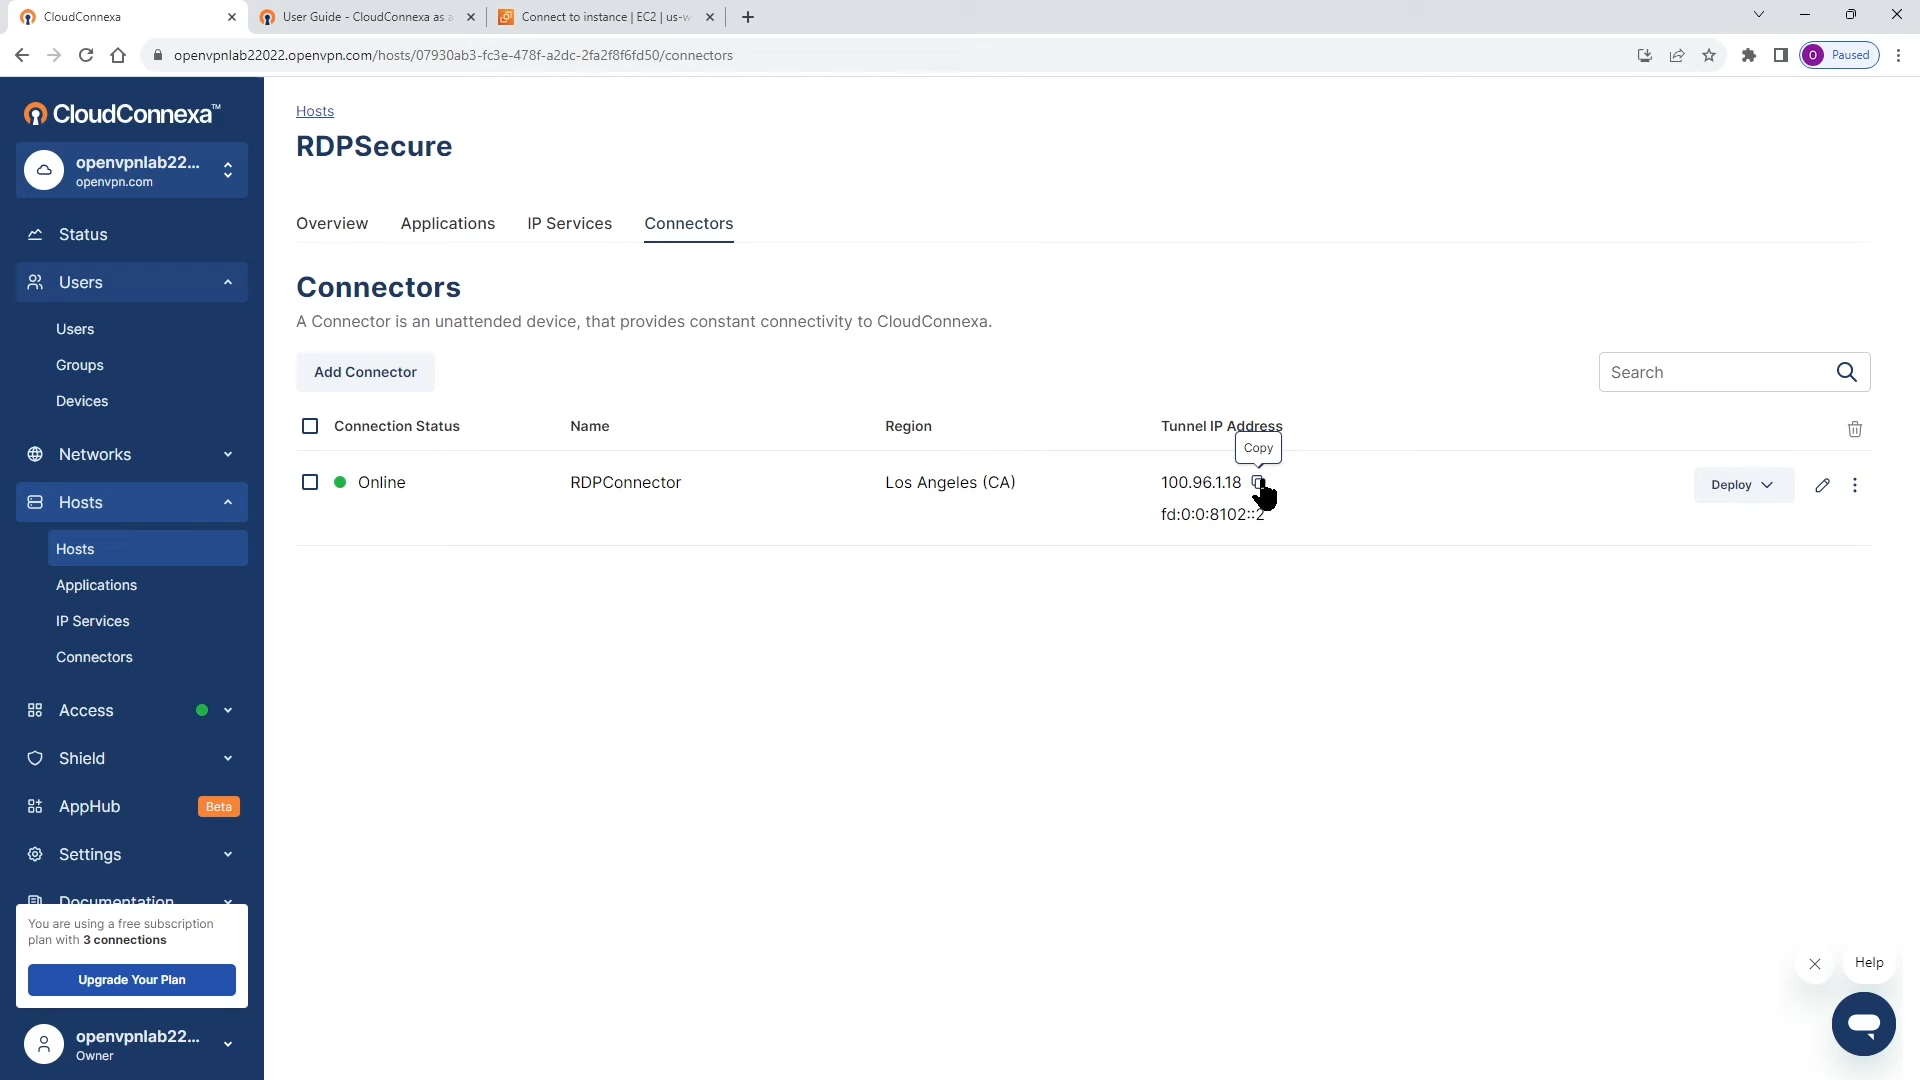 CloudConnexa
User Guide - CloudConnexa as a
Connect to instance | EC2 | us-w
openvpnlab22022.openvpn.com/hosts/07930ab3-fc3e-478f-a2dc-2fa2f8f6fd50/connectors
O Paused
CloudConnexa™
openvpnlab22...
openvpn.com
Status
Users
Users
Groups
Devices
Networks
Hosts
Hosts
Applications
IP Services
Connectors
Access
Shield
AppHub Beta
Settings
Documentation
You are using a free subscription
plan with 3 connections
Upgrade Your Plan
openvpnlab22...
Owner
Hosts
RDPSecure
Overview Applications IP Services Connectors
Connectors
A Connector is an unattended device, that provides constant connectivity to CloudConnexa.
Add Connector
Search
Connection Status Name Region Tunnel IP Address
Copy
Online RDPConnector Los Angeles (CA) 100.96.1.18 Deploy
fd:0:0:8102::2
Help